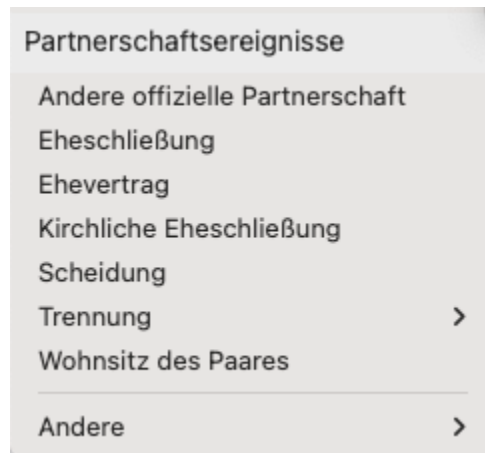 Partnerschaftsereignisse
Andere offizielle Partnerschaft
Eheschließung
Ehevertrag
Kirchliche Eheschließung
Scheidung
Trennung
Wohnsitz des Paares
Andere